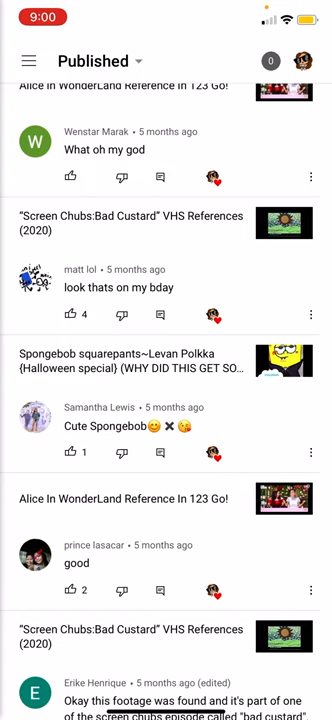 9:00
Published
0
Alice In WonderLand Reference In 123 Go!
W
Wenstar Marak • 5 months ago
What oh my god
“Screen Chubs:Bad Custard” VHS References
(2020)
matt lol • 5 months ago
look thats on my bday
4
Spongebob squarepants~Levan Polkka
{Halloween special} (WHY DID THIS GET SO...
Samantha Lewis • 5 months ago
Cute Spongebob😊 ✖ 😘
1
Alice In WonderLand Reference In 123 Go!
prince lasacar • 5 months ago
good
2
“Screen Chubs:Bad Custard” VHS References
(2020)
E
Erike Henrique • 5 months ago (edited)
Okay this footage was found and it's part of one
of the screen chubs episode called "bad custard".